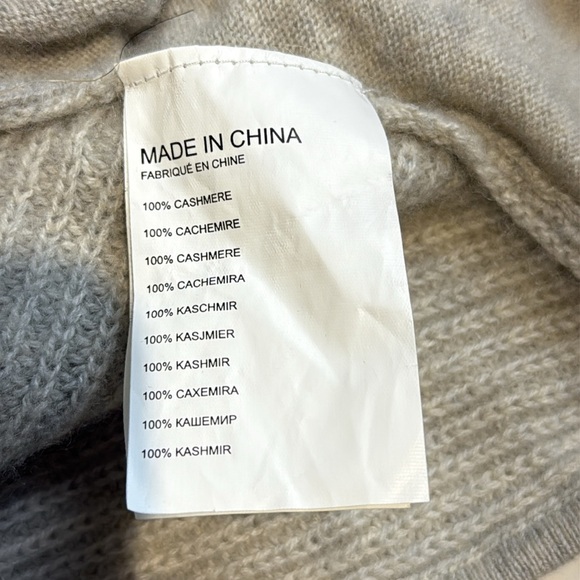 MADE IN CHINA
FABRIQUÉ EN CHINE
100% CASHMERE
100% CACHEMIRE
100% CASHMERE
100% CACHEMIRA
100% KASCHMIR
100% KASJMIER
100% KASHMIR
100% CAXEMIRA
100% КАШЕМИР
100% KASHMIR